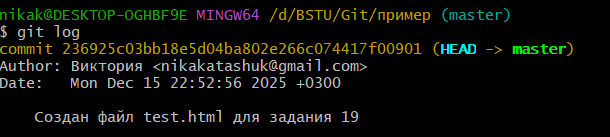 nikak@DESKTOP-OGHBF9E MINGW64 /d/BSTU/Git/пример (master)
$ git log
commit 236925c03bb18e5d04ba802e266c074417f00901 (HEAD -> master)
Author: Виктория <nikakatashuk@gmail.com>
Date:   Mon Dec 15 22:52:56 2025 +0300
    Создан файл test.html для задания 19